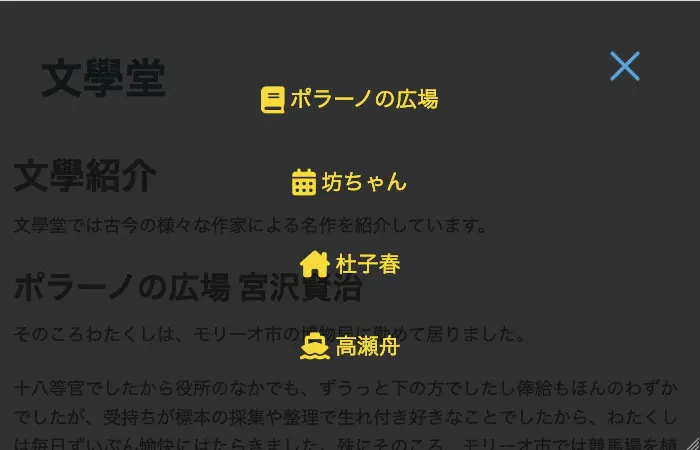 文學堂
ポラーノの広場
文學紹介
坊ちゃん
文學堂では古今の様々な作家による名作を紹介しています。
杜子春
ポラーノの広場 宮沢賢治
そのころわたくしは、モリーオ市の博物局に勤めて居りました。
高瀬舟
十八等官でしたから役所のなかでも、ずうっと下の方でしたし俸給もほんのわずか
でしたが、受持ちが標本の採集や整理で生れ付き好きなことでしたから、わたくし
は毎日ずいぶん愉快にはたらきました。殊にそのころ、モリーオ市では競馬場を植